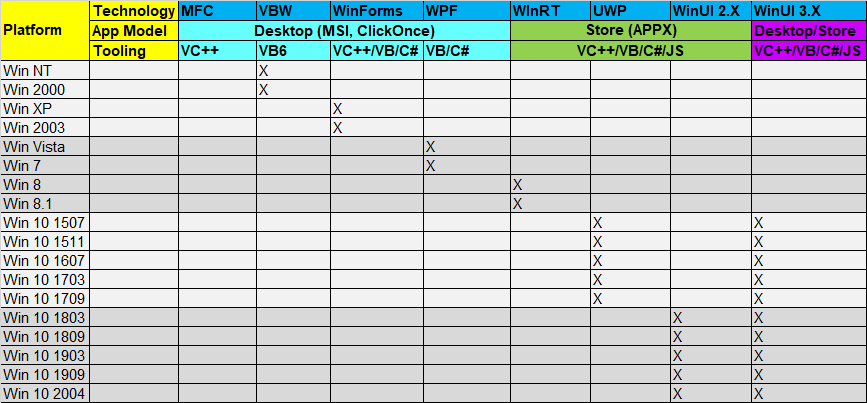 Platform Technology MFC VBW WinForms WPF WInRT UWP WinUI 2.X WinUI 3.X
App Model Desktop (MSI, ClickOnce) Store (APPX) Desktop/Store
Tooling VC++ VB6 VC++/VB/C# VB/C# VC++/VB/C#/JS VC++/VB/C#/JS
Win NT X
Win 2000 X
Win XP X
Win 2003 X
Win Vista X
Win 7 X
Win 8 X
Win 8.1 X
Win 10 1507 X X
Win 10 1511 X X
Win 10 1607 X X
Win 10 1703 X X
Win 10 1709 X X
Win 10 1803 X X
Win 10 1809 X X
Win 10 1903 X X
Win 10 1909 X X
Win 10 2004 X X